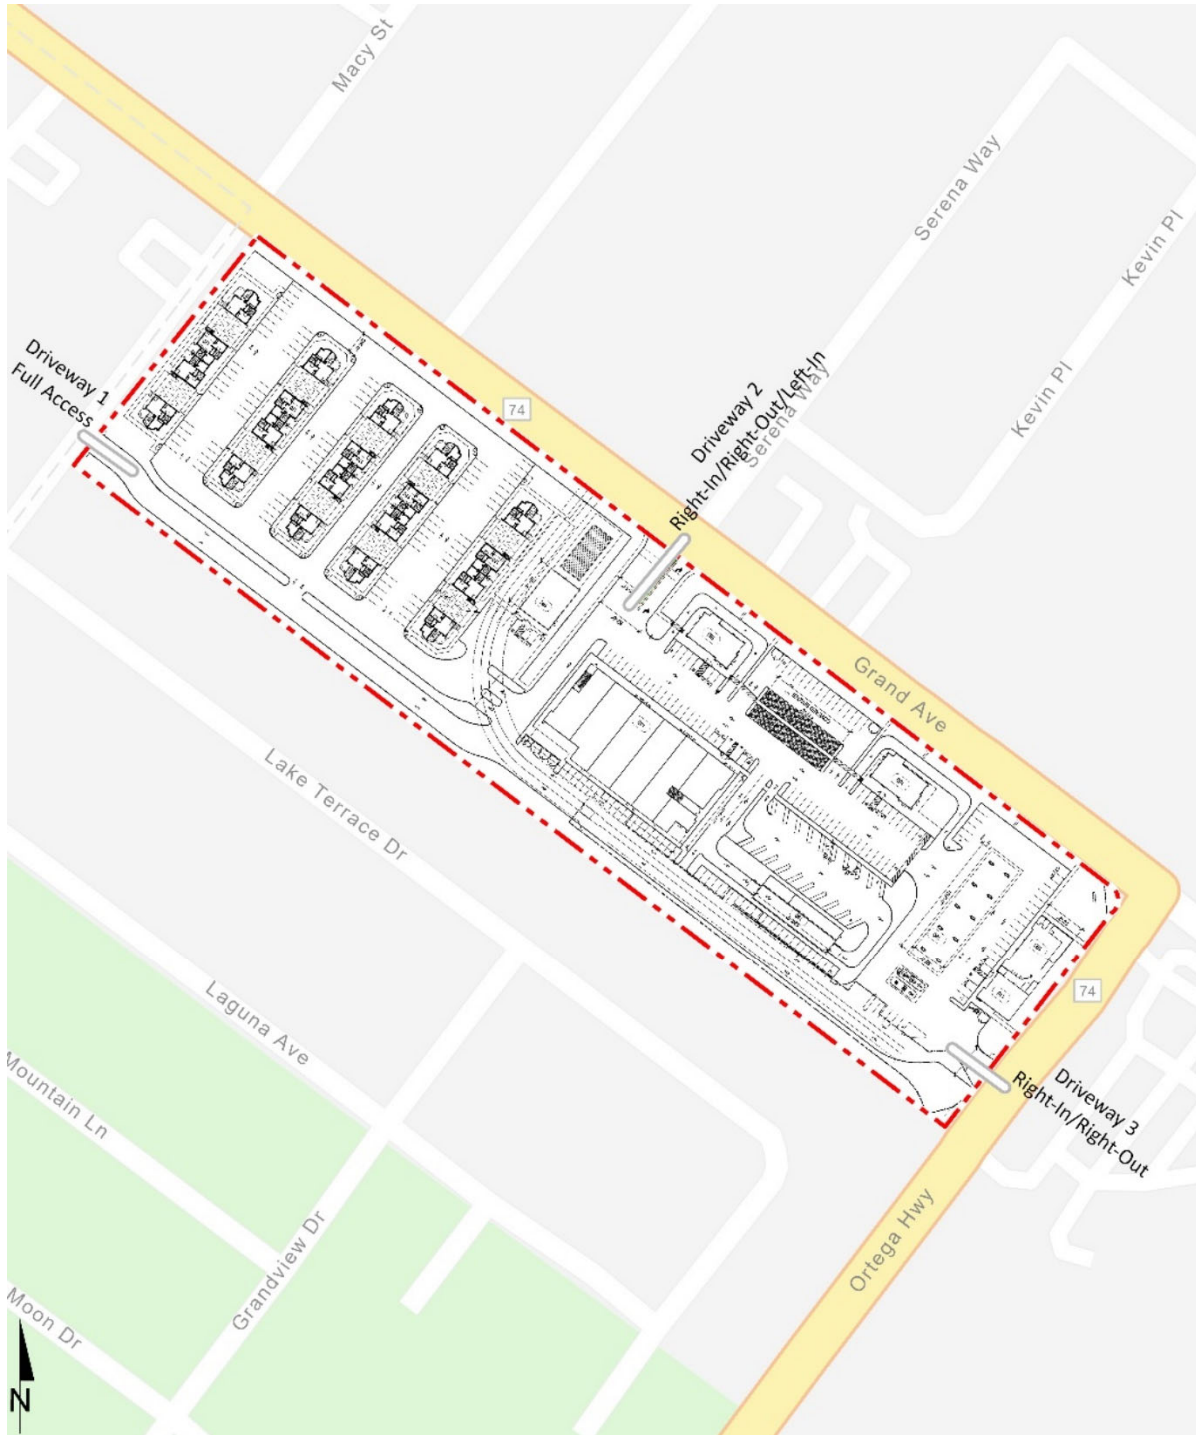 Macy St
Serena Way
Kevin Pl
Driveway 1
Full Access
74
Driveway 2
Right-In/Right-Out/Left-In
Serena Way
Kevin Pl
Grand Ave
Lake Terrace Dr
74
Laguna Ave
Driveway 3
Right-In/Right-Out
Mountain Ln
Ortega Hwy
Grandview Dr
Moon Dr
N